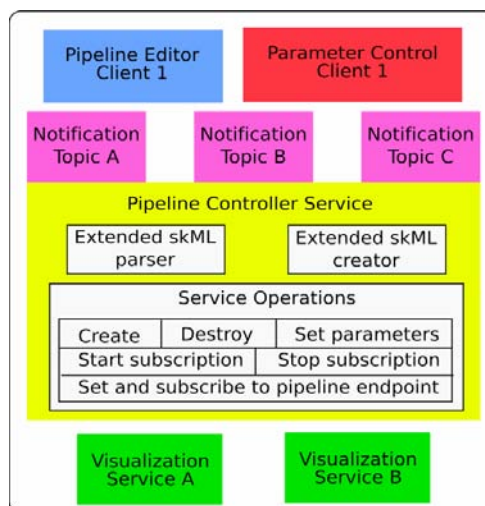 Pipeline Editor
Client 1
Parameter Control
Client 1
Notification
Topic A
Notification
Topic B
Notification
Topic C
Pipeline Controller Service
Extended skML
parser
Extended skML
creator
Service Operations
Create
Destroy
Set parameters
Start subscription
Stop subscription
Set and subscribe to pipeline endpoint
Visualization
Service A
Visualization
Service B